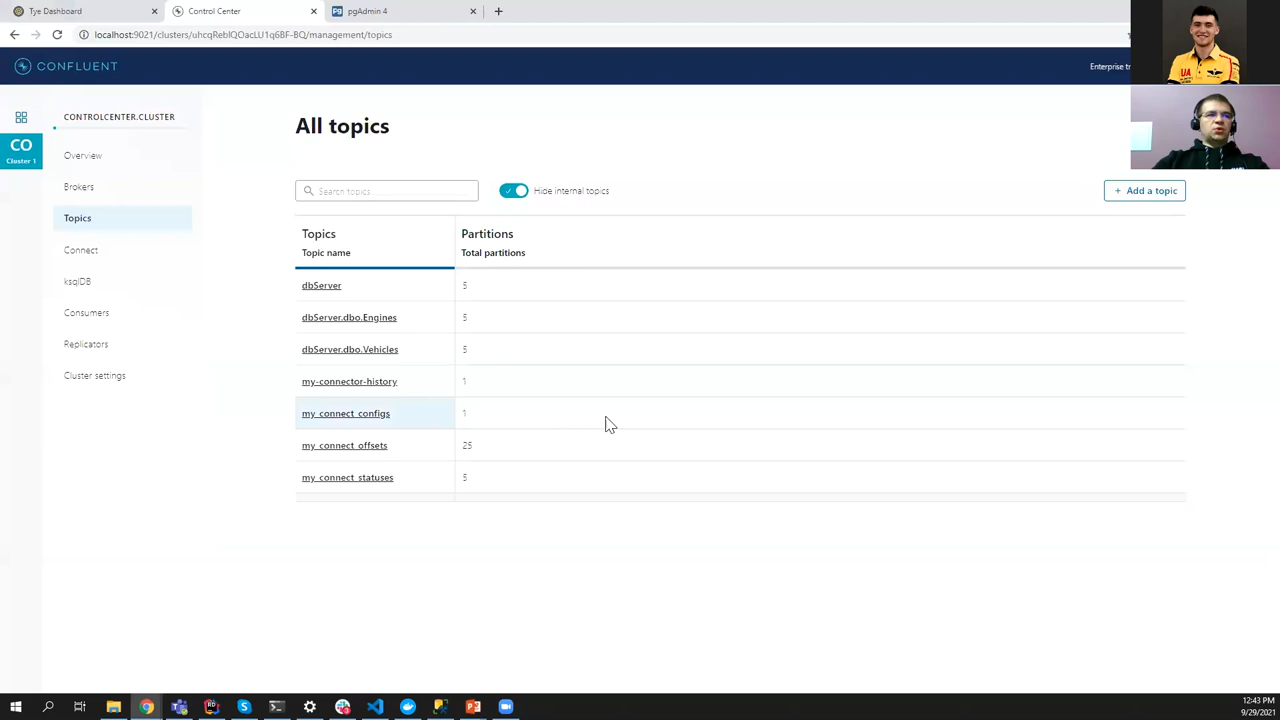 Tye Dashboard
Control Center
pgAdmin 4
localhost:9021/clusters/uhcqRebIQOacLU1q6BF-BQ/management/topics
CONFLUENT
Enterprise tr
CO
Cluster 1
CONTROLCENTER.CLUSTER
Overview
Brokers
Topics
Connect
ksqlDB
Consumers
Replicators
Cluster settings
All topics
Search topics
Hide internal topics
+ Add a topic
Topics
Partitions
Topic name
Total partitions
dbServer 5
dbServer.dbo.Engines 5
dbServer.dbo.Vehicles 5
my-connector-history 1
my_connect_configs 1
my_connect_offsets 25
my_connect_statuses 5
UA
12:43 PM
9/29/2021